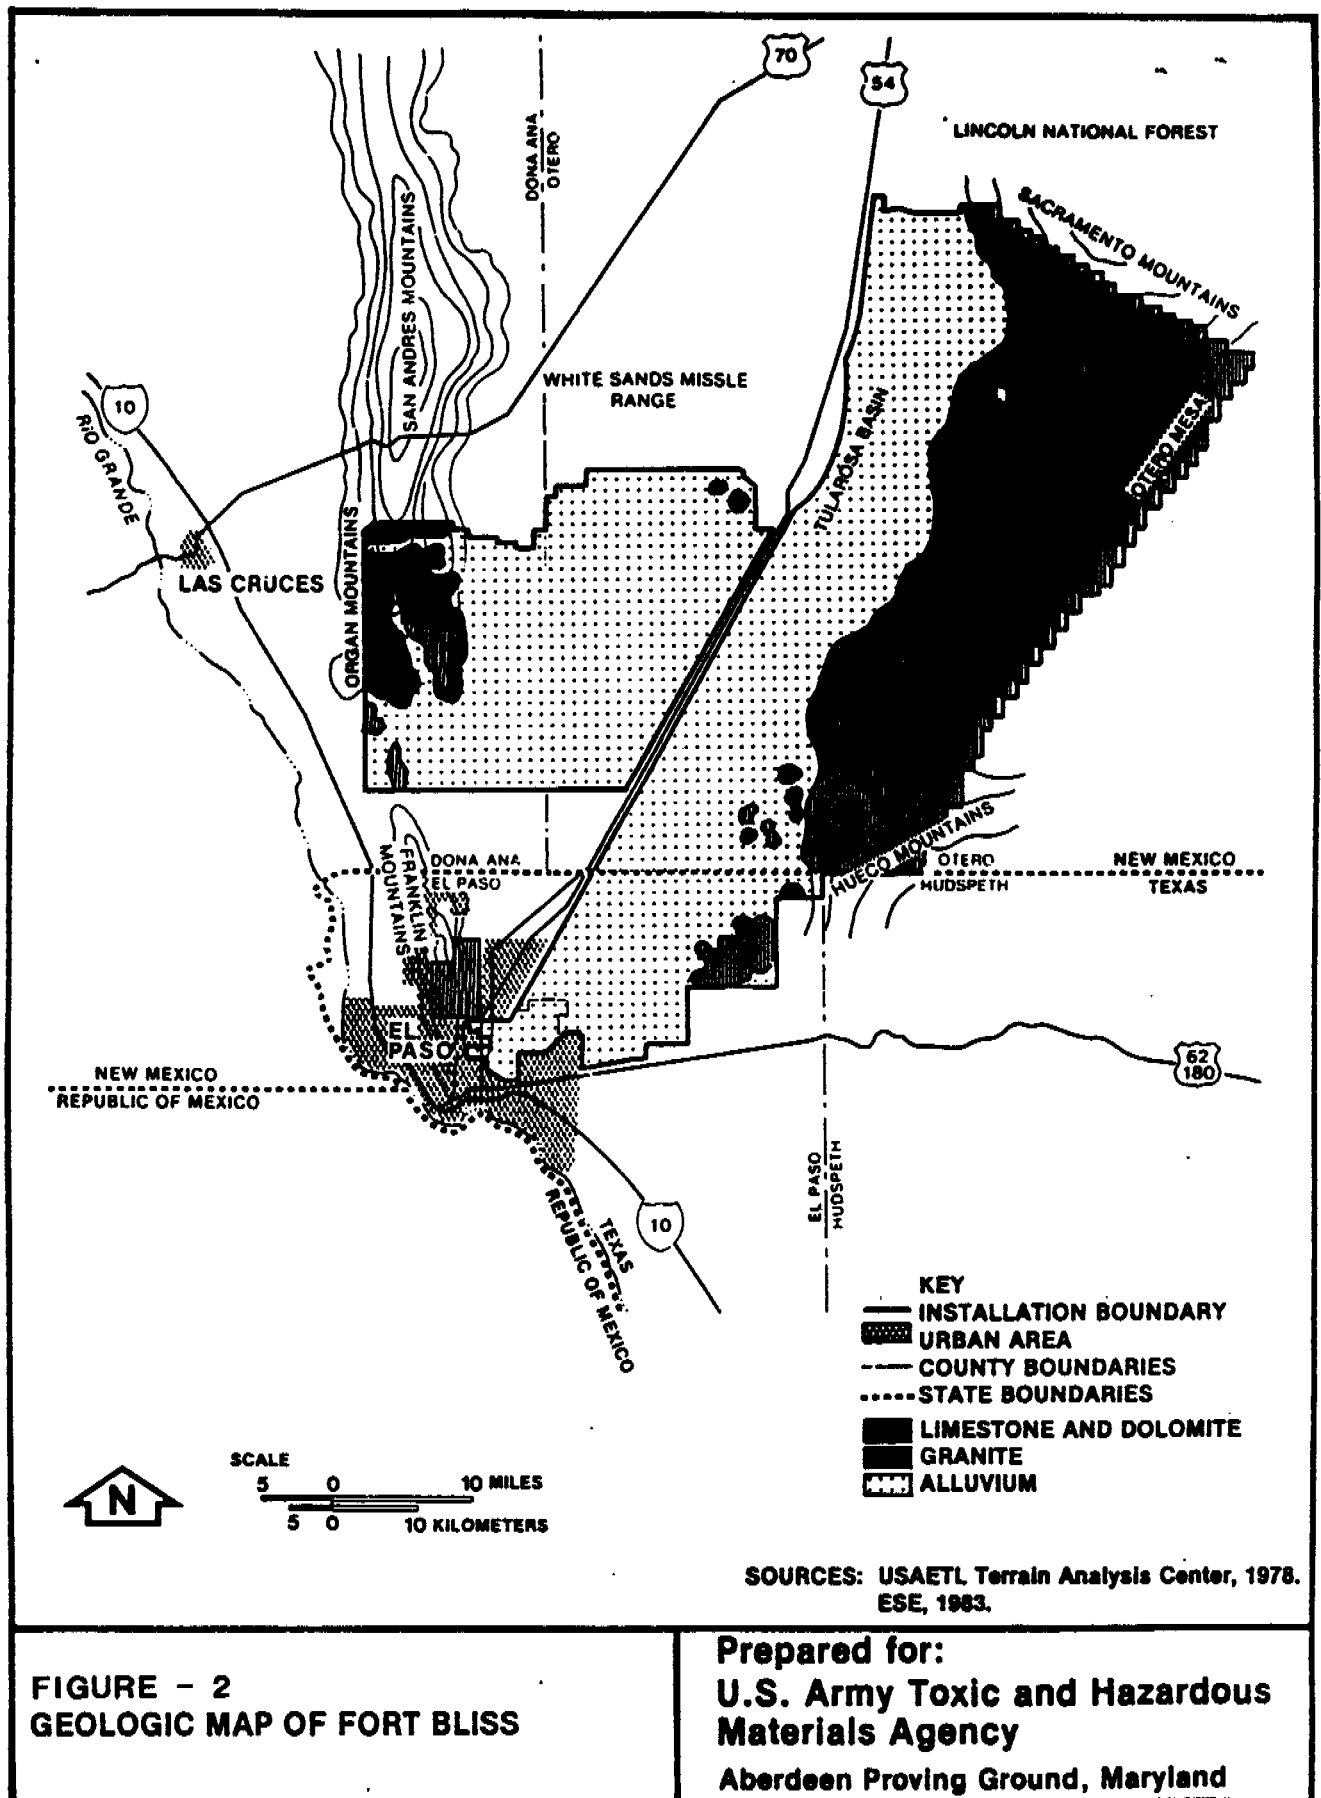 70
54
LINCOLN NATIONAL FOREST
DONA ANA
OTERO
SACRAMENTO MOUNTAINS
SAN ANDRES MOUNTAINS
WHITE SANDS MISSLE
RANGE
10
RIO GRANDE
TULAROSA BASIN
OTERO MESA
LAS CRUCES
ORGAN MOUNTAINS
HUECO MOUNTAINS
FRANKLIN
MOUNTAINS
DONA ANA
EL PASO
OTERO
HUDSPETH
NEW MEXICO
TEXAS
EL
PASO
NEW MEXICO
REPUBLIC OF MEXICO
62
180
EL PASO
HUDSPETH
TEXAS
REPUBLIC OF MEXICO
10
KEY
INSTALLATION BOUNDARY
URBAN AREA
COUNTY BOUNDARIES
STATE BOUNDARIES
LIMESTONE AND DOLOMITE
GRANITE
ALLUVIUM
SCALE
5 0 10 MILES
5 0 10 KILOMETERS
N
SOURCES: USAETL Terrain Analysis Center, 1978.
ESE, 1983.
FIGURE - 2
GEOLOGIC MAP OF FORT BLISS
Prepared for:
U.S. Army Toxic and Hazardous
Materials Agency
Aberdeen Proving Ground, Maryland